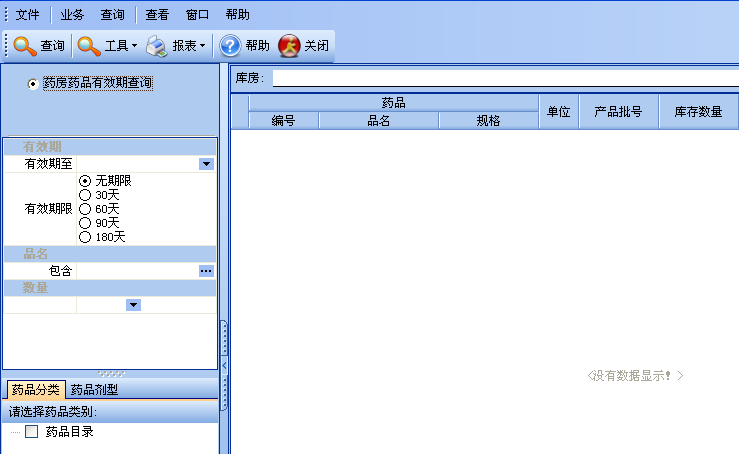 文件 业务 查询 查看 窗口 帮助
查询 工具 报表 帮助 关闭
药房药品有效期查询
库房:
药品 单位 产品批号 库存数量
编号 品名 规格
有效期
有效期至
有效期限
无期限
30天
60天
90天
180天
品名
包含
数量
<没有数据显示! >
药品分类 药品剂型
请选择药品类别:
药品目录